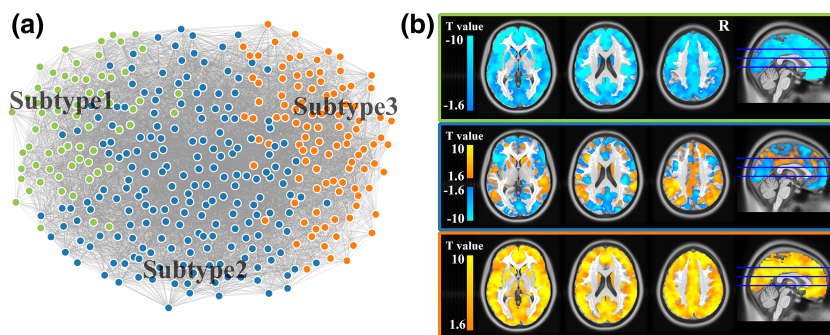 (a)
Subtype1
Subtype3
Subtype2
(b)
T value
-10
-1.6
R
T value
10
1.6
-1.6
-10
T value
10
1.6